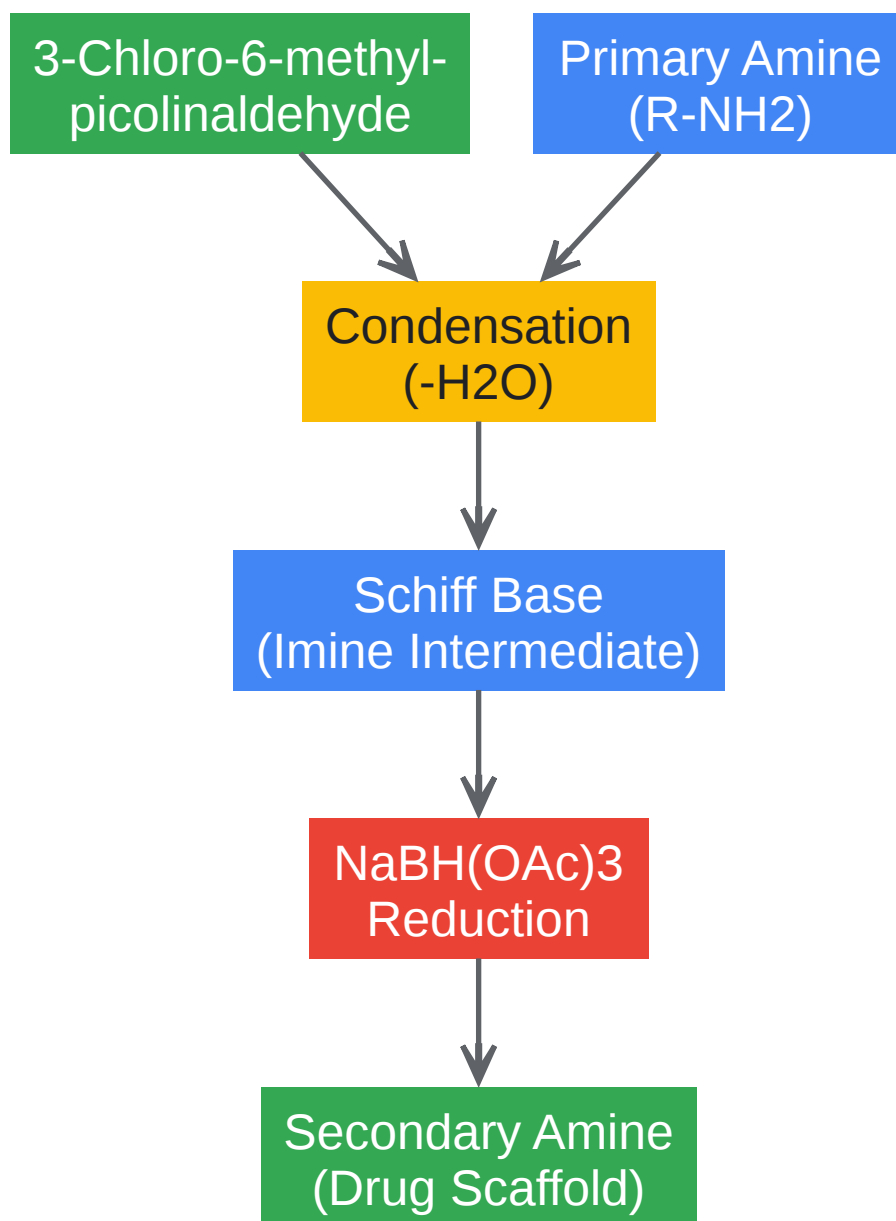 3-Chloro-6-methyl-
picolinaldehyde
Primary Amine
(R-NH2)
Condensation
(-H2O)
Schiff Base
(Imine Intermediate)
NaBH(OAc)3
Reduction
Secondary Amine
(Drug Scaffold)